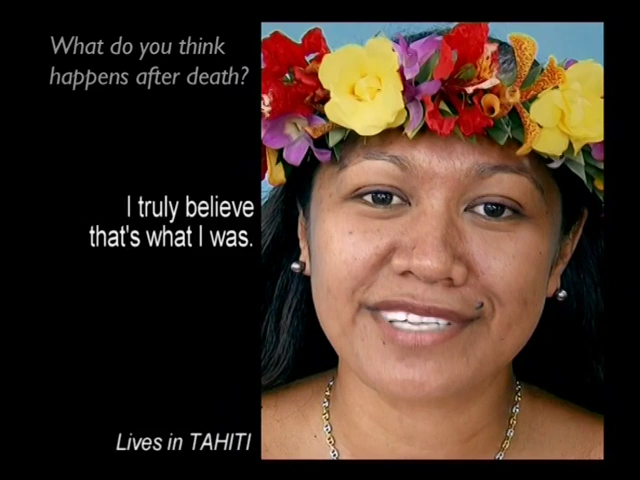 What do you think
happens after death?
I truly believe
that's what I was.
Lives in TAHITI